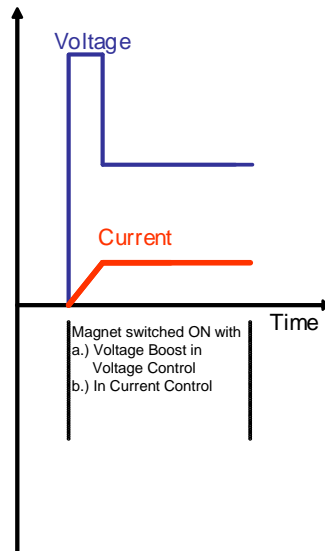 Voltage
Current
Time
Magnet switched ON with
a.) Voltage Boost in
Voltage Control
b.) In Current Control